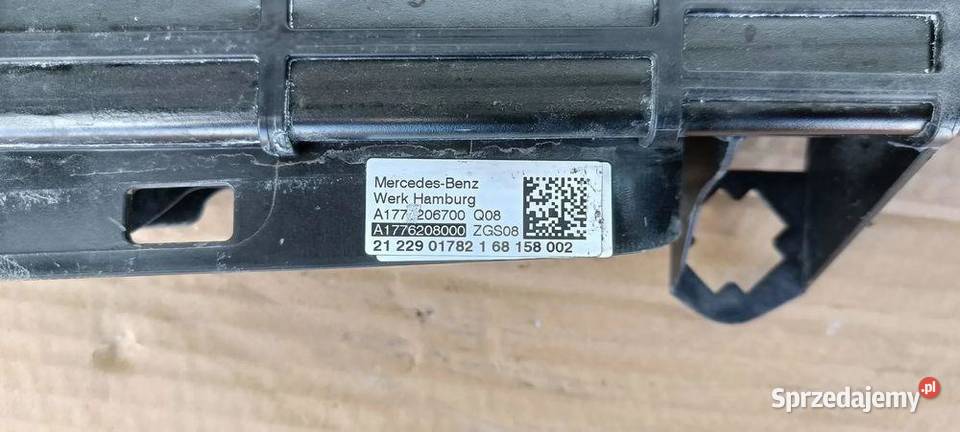 Mercedes-Benz
Werk Hamburg
Q08
A1776208000 ZGS08
21 229 01782 1 68 158 002
Sprzedajemy.pl